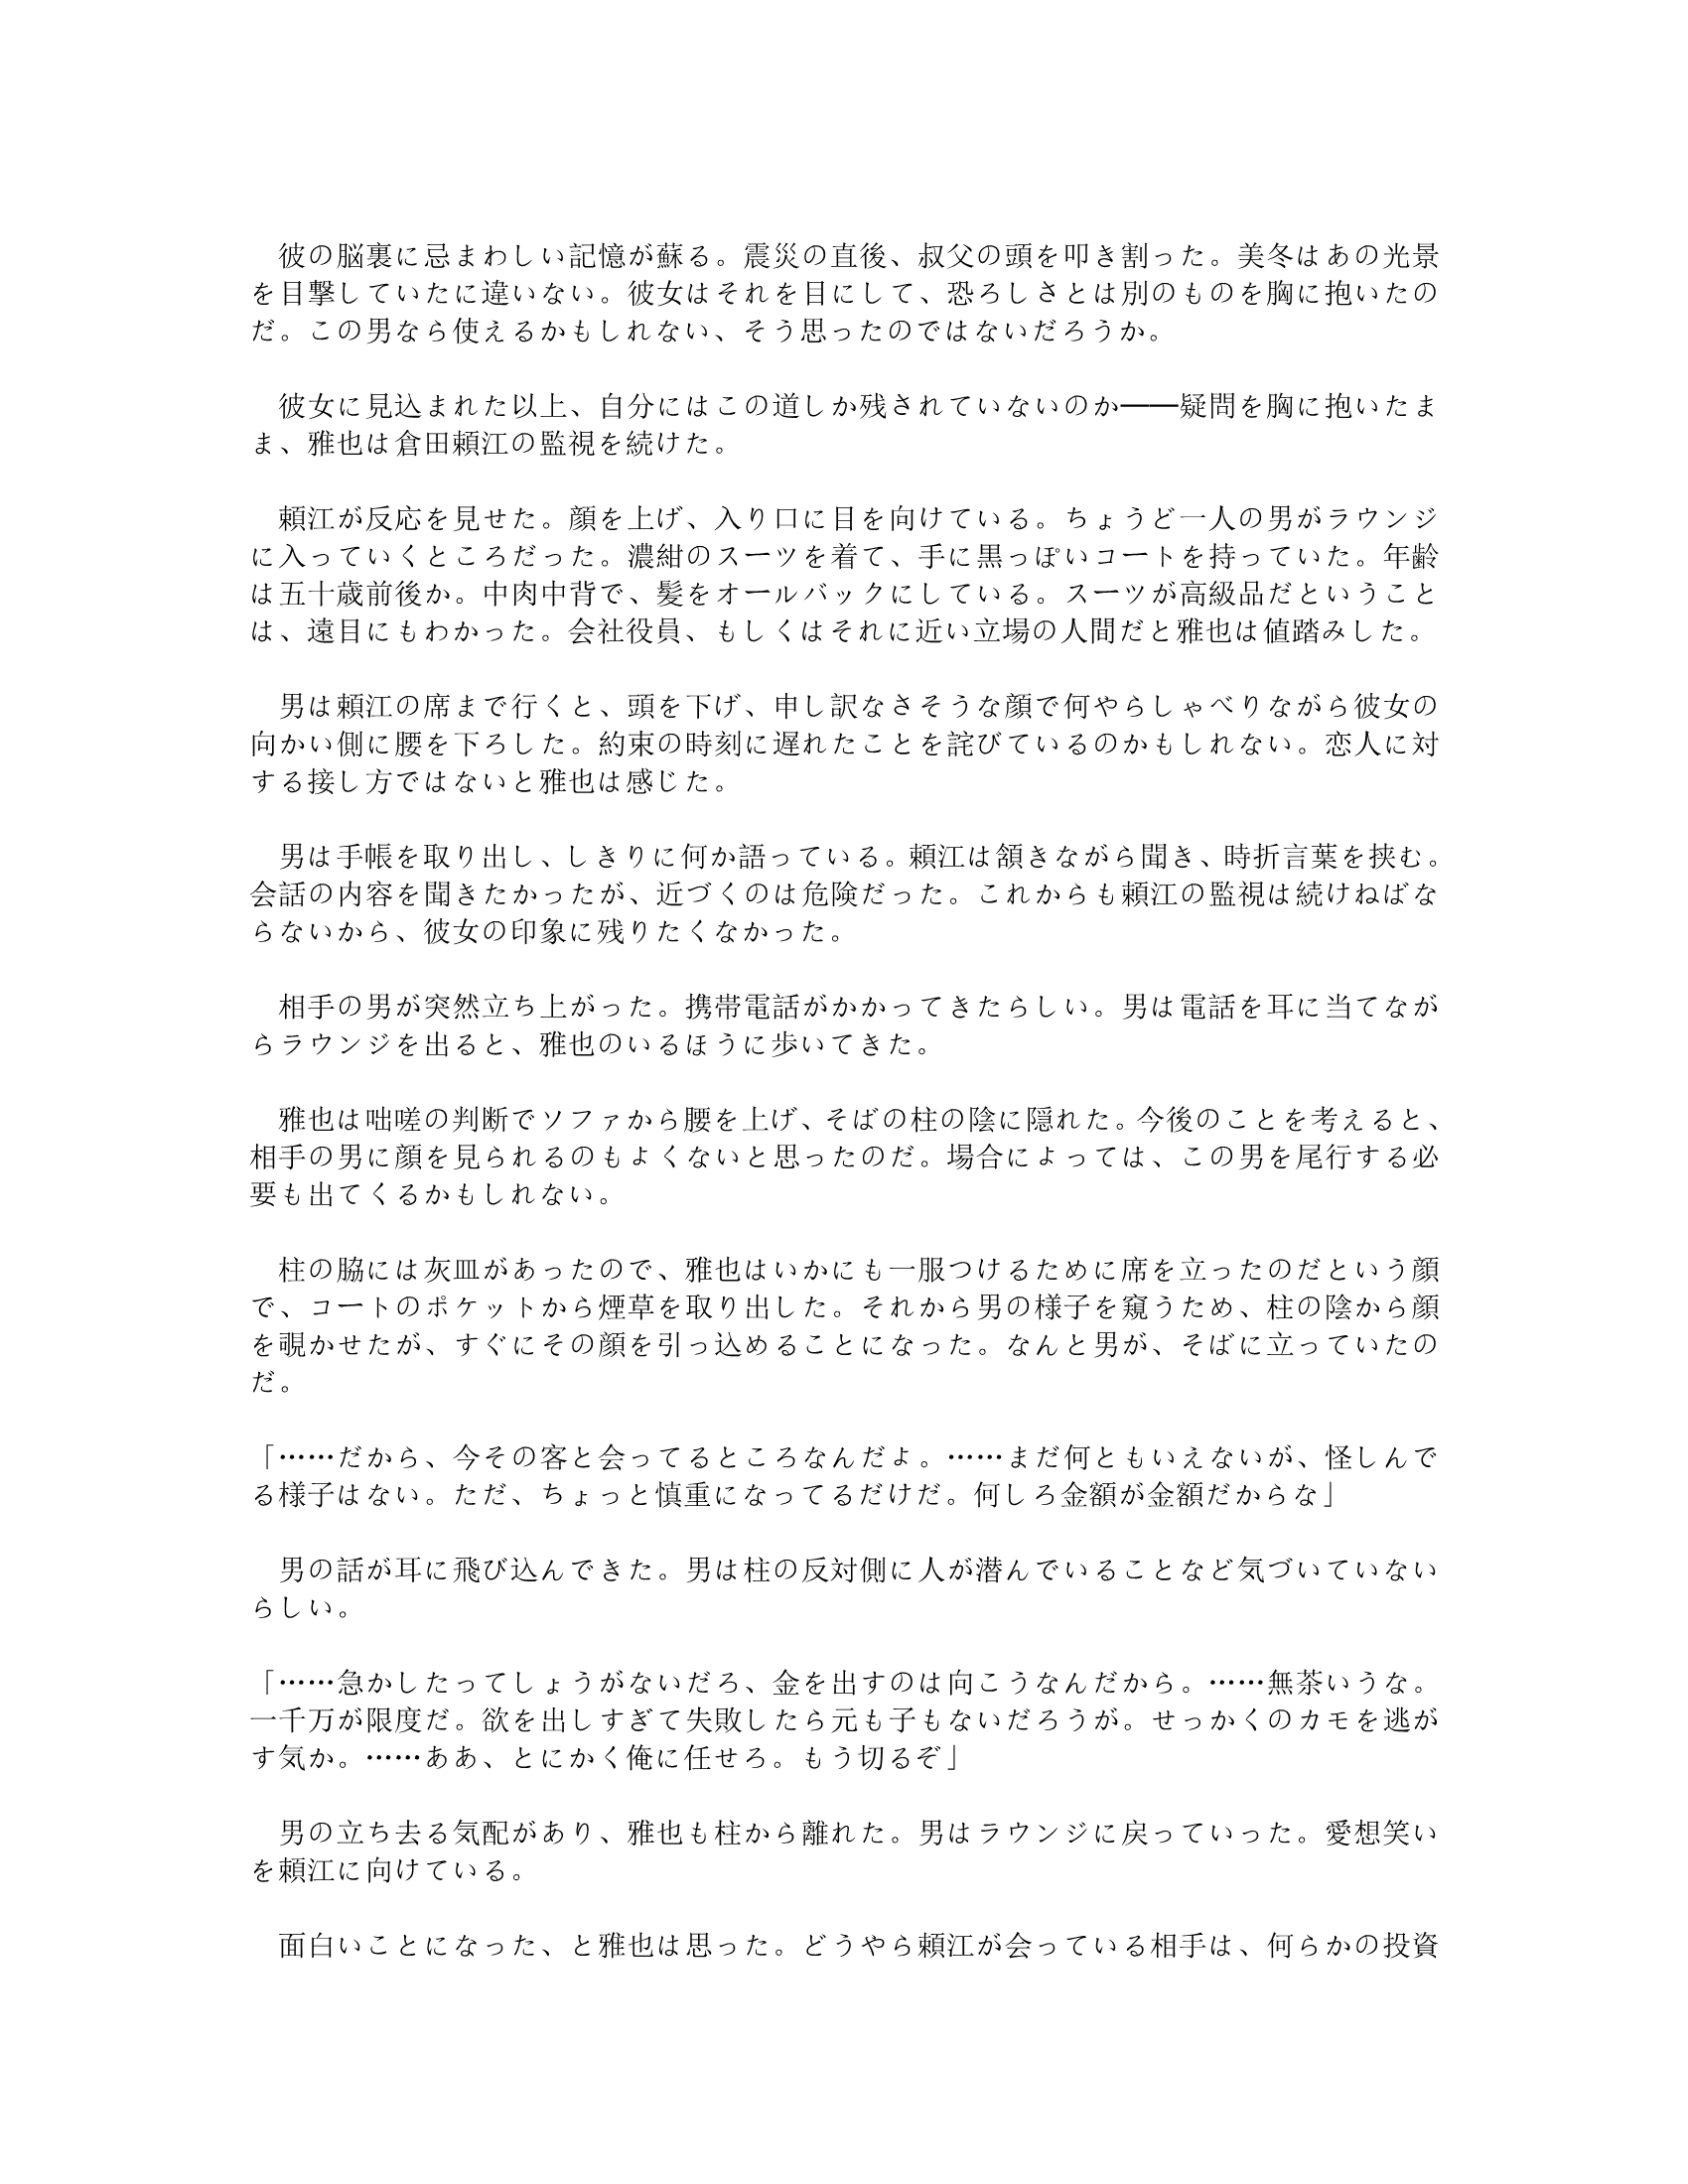 彼の脳裏に忌まわしい記憶が蘇る。震災の直後、叔父の頭を叩き割った。美冬はあの光景
を目撃していたに違いない。彼女はそれを目にして、恐ろしさとは別のものを胸に抱いたの
だ。この男なら使えるかもしれない、そう思ったのではないだろうか。
彼女に見込まれた以上、自分にはこの道しか残されていないのか――疑問を胸に抱いたま
ま、雅也は倉田頼江の監視を続けた。
頼江が反応を見せた。顔を上げ、入り口に目を向けている。ちょうど一人の男がラウンジ
に入っていくところだった。濃紺のスーツを着て、手に黒っぽいコートを持っていた。年齢
は五十歳前後か。中肉中背で、髪をオールバックにしている。スーツが高級品だということ
は、遠目にもわかった。会社役員、もしくはそれに近い立場の人間だと雅也は値踏みした。
男は頼江の席まで行くと、頭を下げ、申し訳なさそうな顔で何やらしゃべりながら彼女の
向かい側に腰を下ろした。約束の時刻に遅れたことを詫びているのかもしれない。恋人に対
する接し方ではないと雅也は感じた。
男は手帳を取り出し、しきりに何か語っている。頼江は頷きながら聞き、時折言葉を挟む。
会話の内容を聞きたかったが、近づくのは危険だった。これからも頼江の監視は続けねばな
らないから、彼女の印象に残りたくなかった。
相手の男が突然立ち上がった。携帯電話がかかってきたらしい。男は電話を耳に当てなが
らラウンジを出ると、雅也のいるほうに歩いてきた。
雅也は咄嗟の判断でソファから腰を上げ、そばの柱の陰に隠れた。今後のことを考えると、
相手の男に顔を見られるのもよくないと思ったのだ。場合によっては、この男を尾行する必
要も出てくるかもしれない。
柱の脇には灰皿があったので、雅也はいかにも一服つけるために席を立ったのだという顔
で、コートのポケットから煙草を取り出した。それから男の様子を窺うため、柱の陰から顔
を覗かせたが、すぐにその顔を引っ込めることになった。なんと男が、そばに立っていたの
だ。
「……だから、今その客と会ってるところなんだよ。……まだ何ともいえないが、怪しんで
る様子はない。ただ、ちょっと慎重になってるだけだ。何しろ金額が金額だからな」
男の話が耳に飛び込んできた。男は柱の反対側に人が潜んでいることなど気づいていない
らしい。
「……急かしたってしょうがないだろ、金を出すのは向こうなんだから。……無茶いうな。
一千万が限度だ。欲を出しすぎて失敗したら元も子もないだろうが。せっかくのカモを逃が
す気か。……ああ、とにかく俺に任せろ。もう切るぞ」
男の立ち去る気配があり、雅也も柱から離れた。男はラウンジに戻っていった。愛想笑い
を頼江に向けている。
面白いことになった、と雅也は思った。どうやら頼江が会っている相手は、何らかの投資